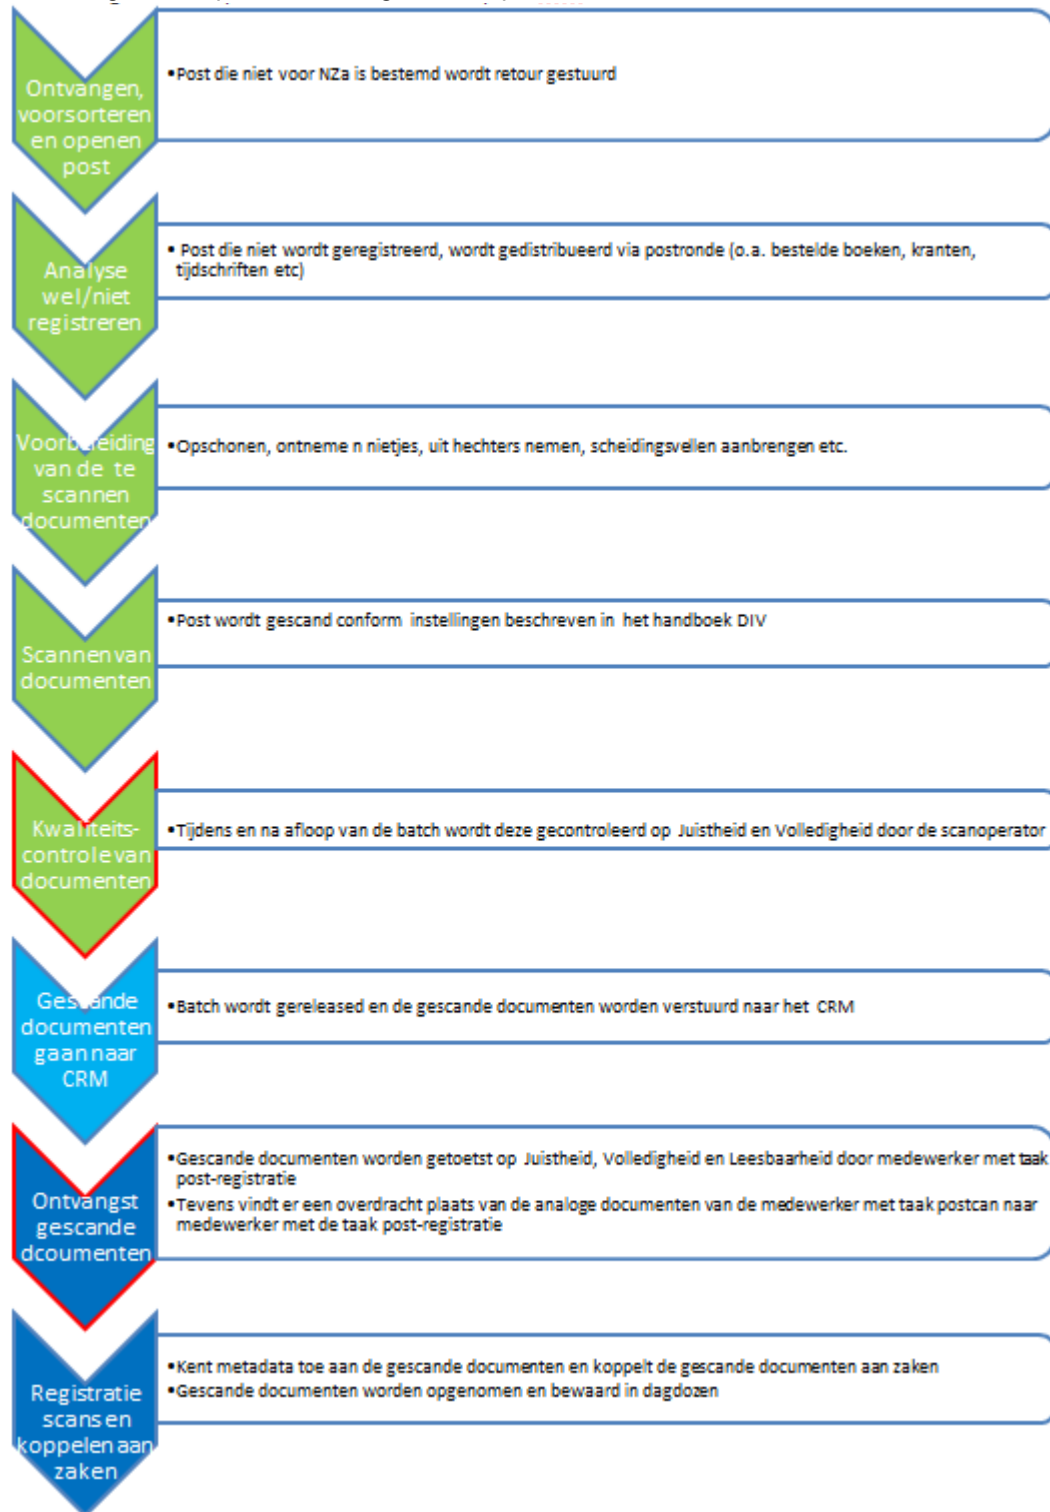 Ontvangen,
voorsorteren
en openen
post
•Post die niet voor NZa is bestemd wordt retour gestuurd
Analyse
wel/niet
registreren
• Post die niet wordt geregistreerd, wordt gedistribueerd via postronde (o.a. bestelde boeken, kranten,
tijdschriften etc)
Voorbereiding
van de te
scannen
documenten
•Opschonen, ontneme n nietjes, uit hechters nemen, scheidingsvellen aanbrengen etc.
Scannen van
documenten
•Post wordt gescand conform instellingen beschreven in het handboek DIV
Kwaliteits-
controle van
documenten
•Tijdens en na afloop van de batch wordt deze gecontroleerd op Juistheid en Volledigheid door de scanoperator
Gescande
documenten
gaan naar
CRM
•Batch wordt gereleased en de gescande documenten worden verstuurd naar het CRM
Ontvangst
gescande
dcoumenten
•Gescande documenten worden getoetst op Juistheid, Volledigheid en Leesbaarheid door medewerker met taak
post-registratie
•Tevens vindt er een overdracht plaats van de analoge documenten van de medewerker met taak postcan naar
medewerker met de taak post-registratie
Registratie
scans en
koppelen aan
zaken
•Kent metadata toe aan de gescande documenten en koppelt de gescande documenten aan zaken
•Gescande documenten worden opgenomen en bewaard in dagdozen